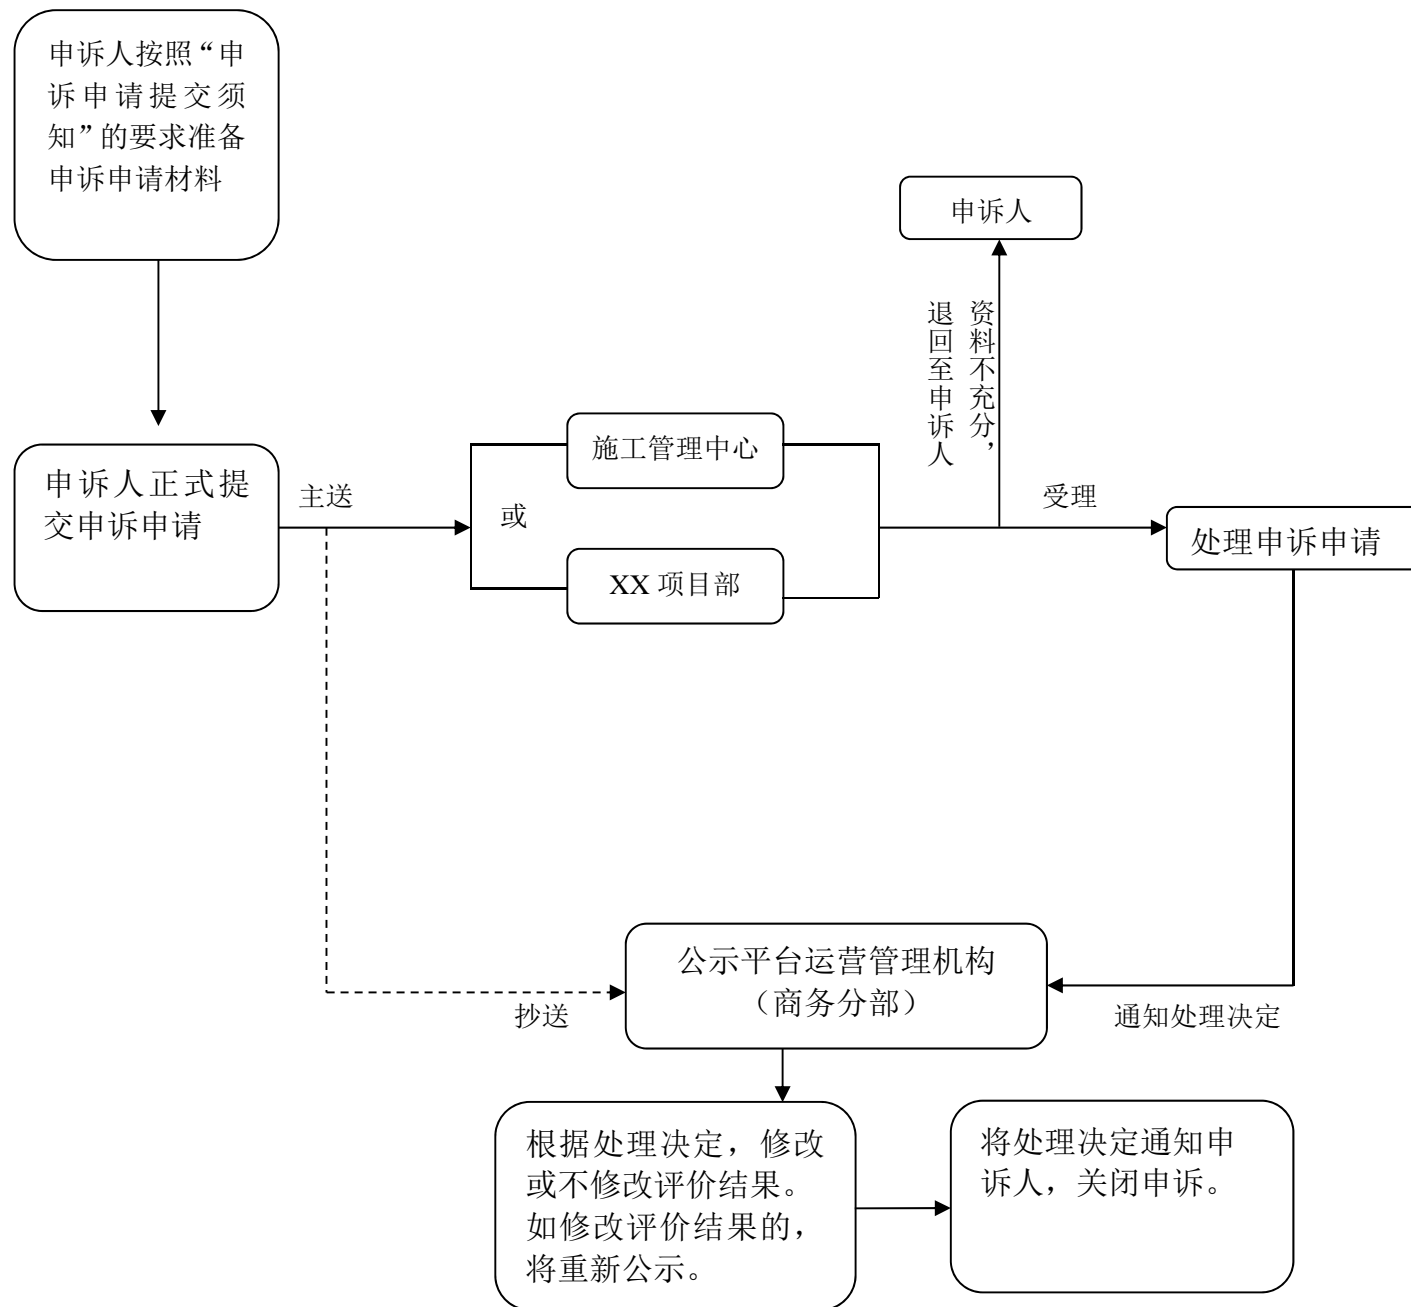 申诉人按照“申
诉申请提交须
知”的要求准备
申诉申请材料
申诉人
资料不充分，
退回至申诉人
申诉人正式提
交申诉申请
主送
或
施工管理中心
XX 项目部
受理
处理申诉申请
公示平台运营管理机构
（商务分部）
抄送
通知处理决定
根据处理决定，修改
或不修改评价结果。
如修改评价结果的，
将重新公示。
将处理决定通知申
诉人，关闭申诉。